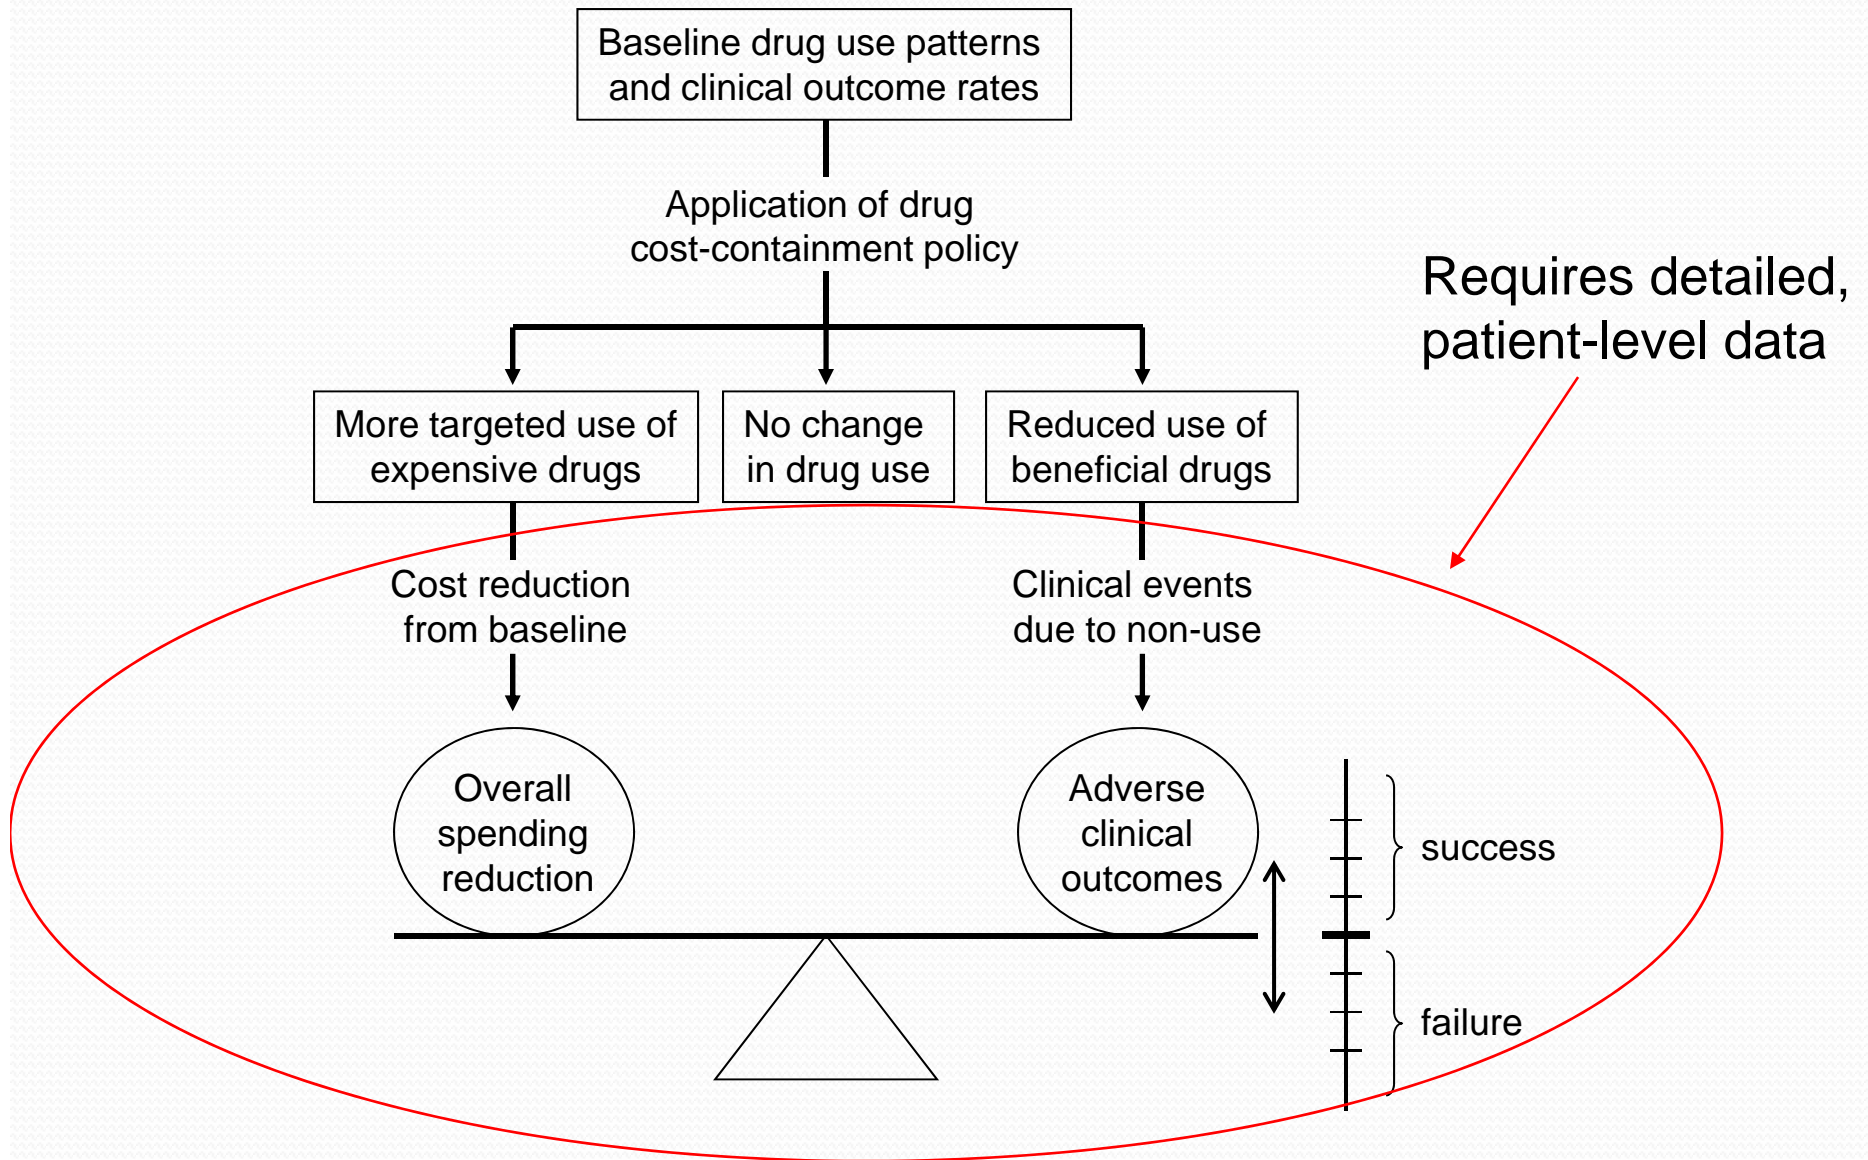 Baseline drug use patterns
and clinical outcome rates
Application of drug
cost-containment policy
Requires detailed,
patient-level data
More targeted use of
expensive drugs
No change
in drug use
Reduced use of
beneficial drugs
Cost reduction
from baseline
Clinical events
due to non-use
Overall
spending
reduction
Adverse
clinical
outcomes
success
failure